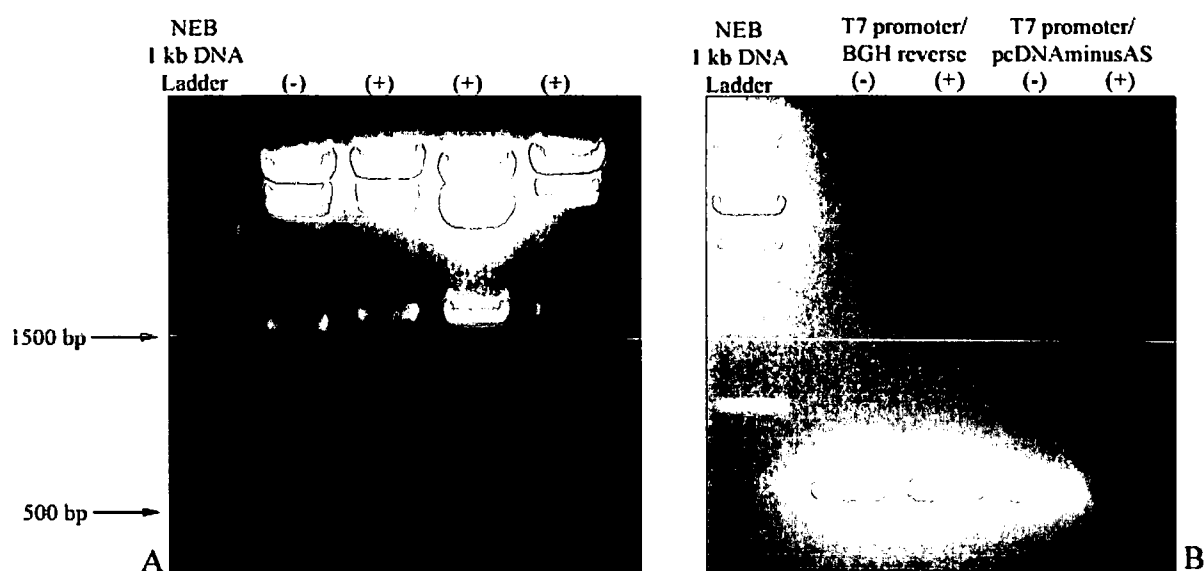 NEB
1 kb DNA
Ladder (-) (+) (+) (+)
1500 bp
500 bp
A
NEB
1 kb DNA
Ladder
T7 promoter/
BGH reverse
(-) (+)
T7 promoter/
pcDNAminusAS
(-) (+)
B